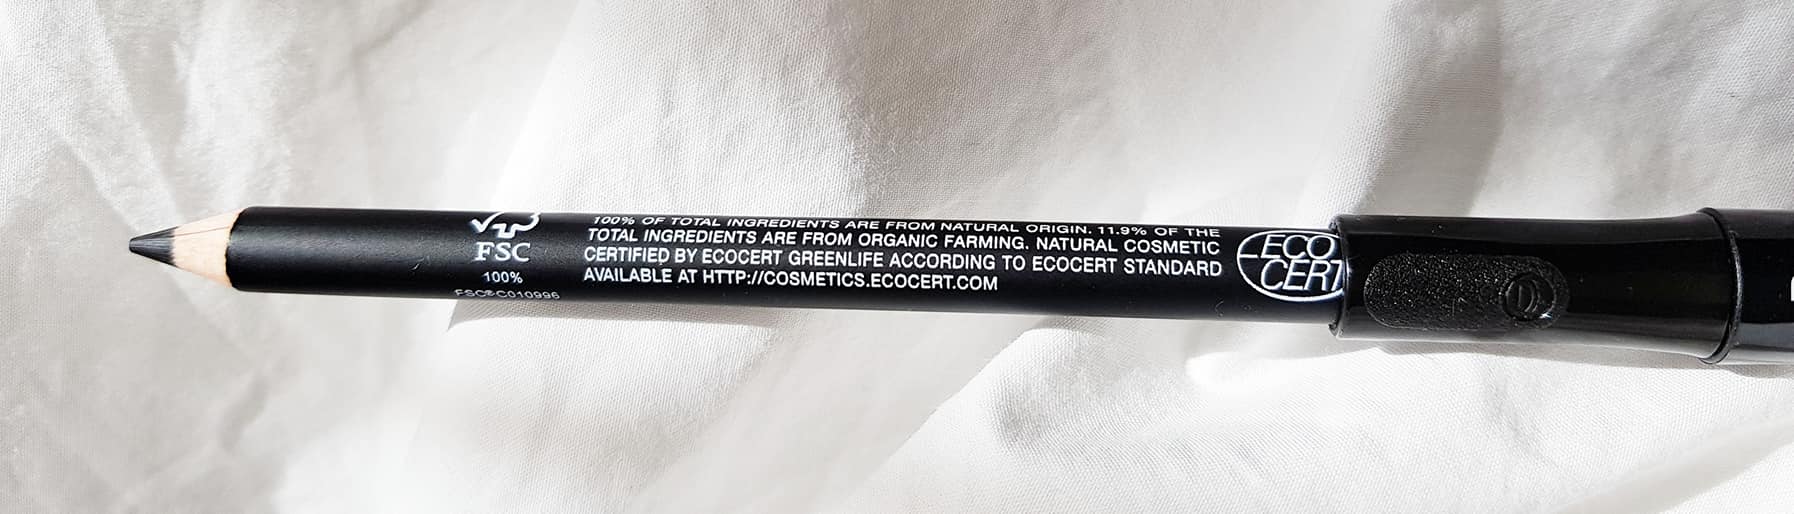 FSC
100%
FSC® C010996
100% OF TOTAL INGREDIENTS ARE FROM NATURAL ORIGIN. 11.9% OF THE
TOTAL INGREDIENTS ARE FROM ORGANIC FARMING. NATURAL COSMETIC
CERTIFIED BY ECOCERT GREENLIFE ACCORDING TO ECOCERT STANDARD
AVAILABLE AT HTTP://COSMETICS.ECOCERT.COM
ECO
CERT